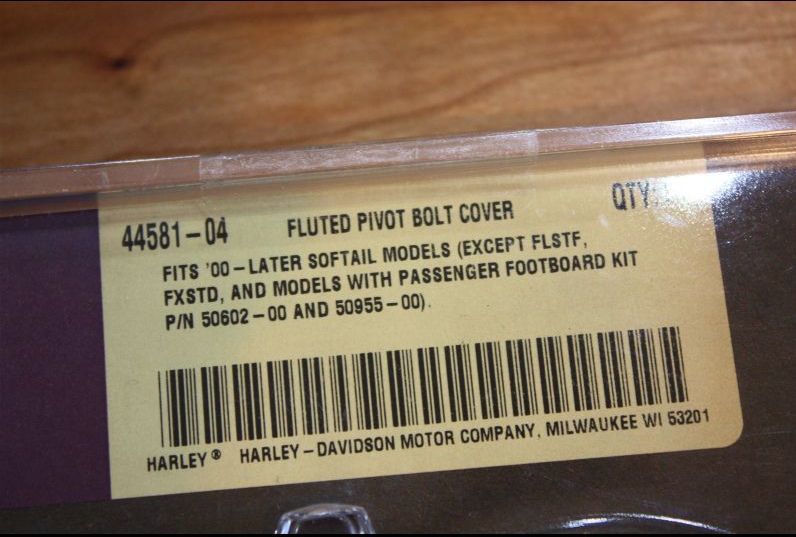 44581-04 FLUTED PIVOT BOLT COVER QTY
FITS '00-LATER SOFTAIL MODELS (EXCEPT FLSTF,
FXSTD, AND MODELS WITH PASSENGER FOOTBOARD KIT
P/N 50602-00 AND 50955-00).
HARLEY® HARLEY-DAVIDSON MOTOR COMPANY, MILWAUKEE WI 53201